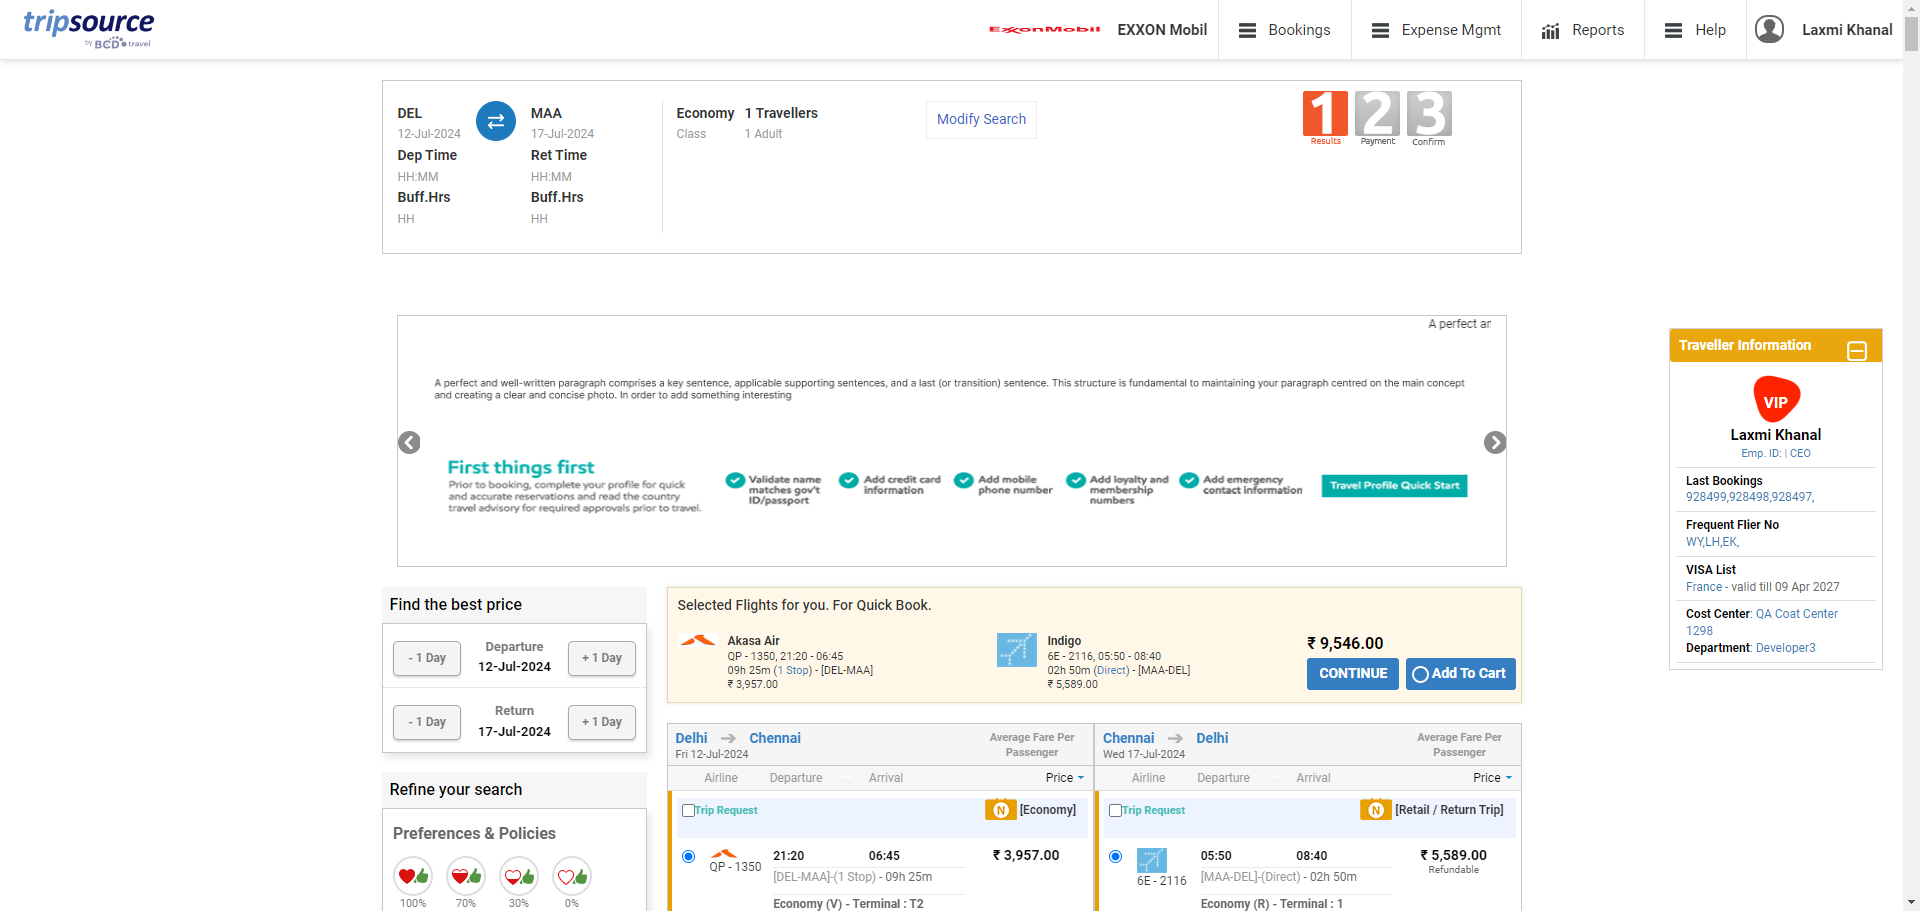 tripsource
by BCD travel
ExxonMobil
EXXON Mobil
Bookings
Expense Mgmt
Reports
Help
Laxmi Khanal
DEL
12-Jul-2024
Dep Time
HH:MM
Buff.Hrs
HH
MAA
17-Jul-2024
Ret Time
HH:MM
Buff.Hrs
HH
Economy
Class
1 Travellers
1 Adult
Modify Search
1
Results
2
Payment
3
Confirm
A perfect ar
A perfect and well-written paragraph comprises a key sentence, applicable supporting sentences, and a last (or transition) sentence. This structure is fundamental to maintaining your paragraph centred on the main concept
and creating a clear and concise photo. In order to add something interesting
First things first
Prior to booking, complete your profile for quick
and accurate reservations and read the country
travel advisory for required approvals prior to travel.
Validate name
matches gov't
ID/passport
Add credit card
information
Add mobile
phone number
Add loyalty and
membership
numbers
Add emergency
contact information
Travel Profile Quick Start
Traveller Information
VIP
Laxmi Khanal
Emp. ID: | CEO
Last Bookings
928499,928498,928497,
Frequent Flier No
WY,LH,EK,
VISA List
France - valid till 09 Apr 2027
Cost Center: QA Coat Center
1298
Department: Developer3
Find the best price
- 1 Day
Departure
12-Jul-2024
+ 1 Day
- 1 Day
Return
17-Jul-2024
+ 1 Day
Refine your search
Preferences & Policies
100%
70%
30%
0%
Selected Flights for you. For Quick Book.
Akasa Air
QP - 1350, 21:20 - 06:45
09h 25m (1 Stop) - [DEL-MAA]
₹ 3,957.00
Indigo
6E - 2116, 05:50 - 08:40
02h 50m (Direct) - [MAA-DEL]
₹ 5,589.00
₹ 9,546.00
CONTINUE
Add To Cart
Delhi
Chennai
Fri 12-Jul-2024
Average Fare Per
Passenger
Airline
Departure
Arrival
Price
Trip Request
N
[Economy]
QP - 1350
21:20
06:45
₹ 3,957.00
[DEL-MAA]-(1 Stop) - 09h 25m
Economy (V) - Terminal : T2
Chennai
Delhi
Wed 17-Jul-2024
Average Fare Per
Passenger
Airline
Departure
Arrival
Price
Trip Request
N
[Retail / Return Trip]
6E - 2116
05:50
08:40
₹ 5,589.00
Refundable
[MAA-DEL]-(Direct) - 02h 50m
Economy (R) - Terminal : 1